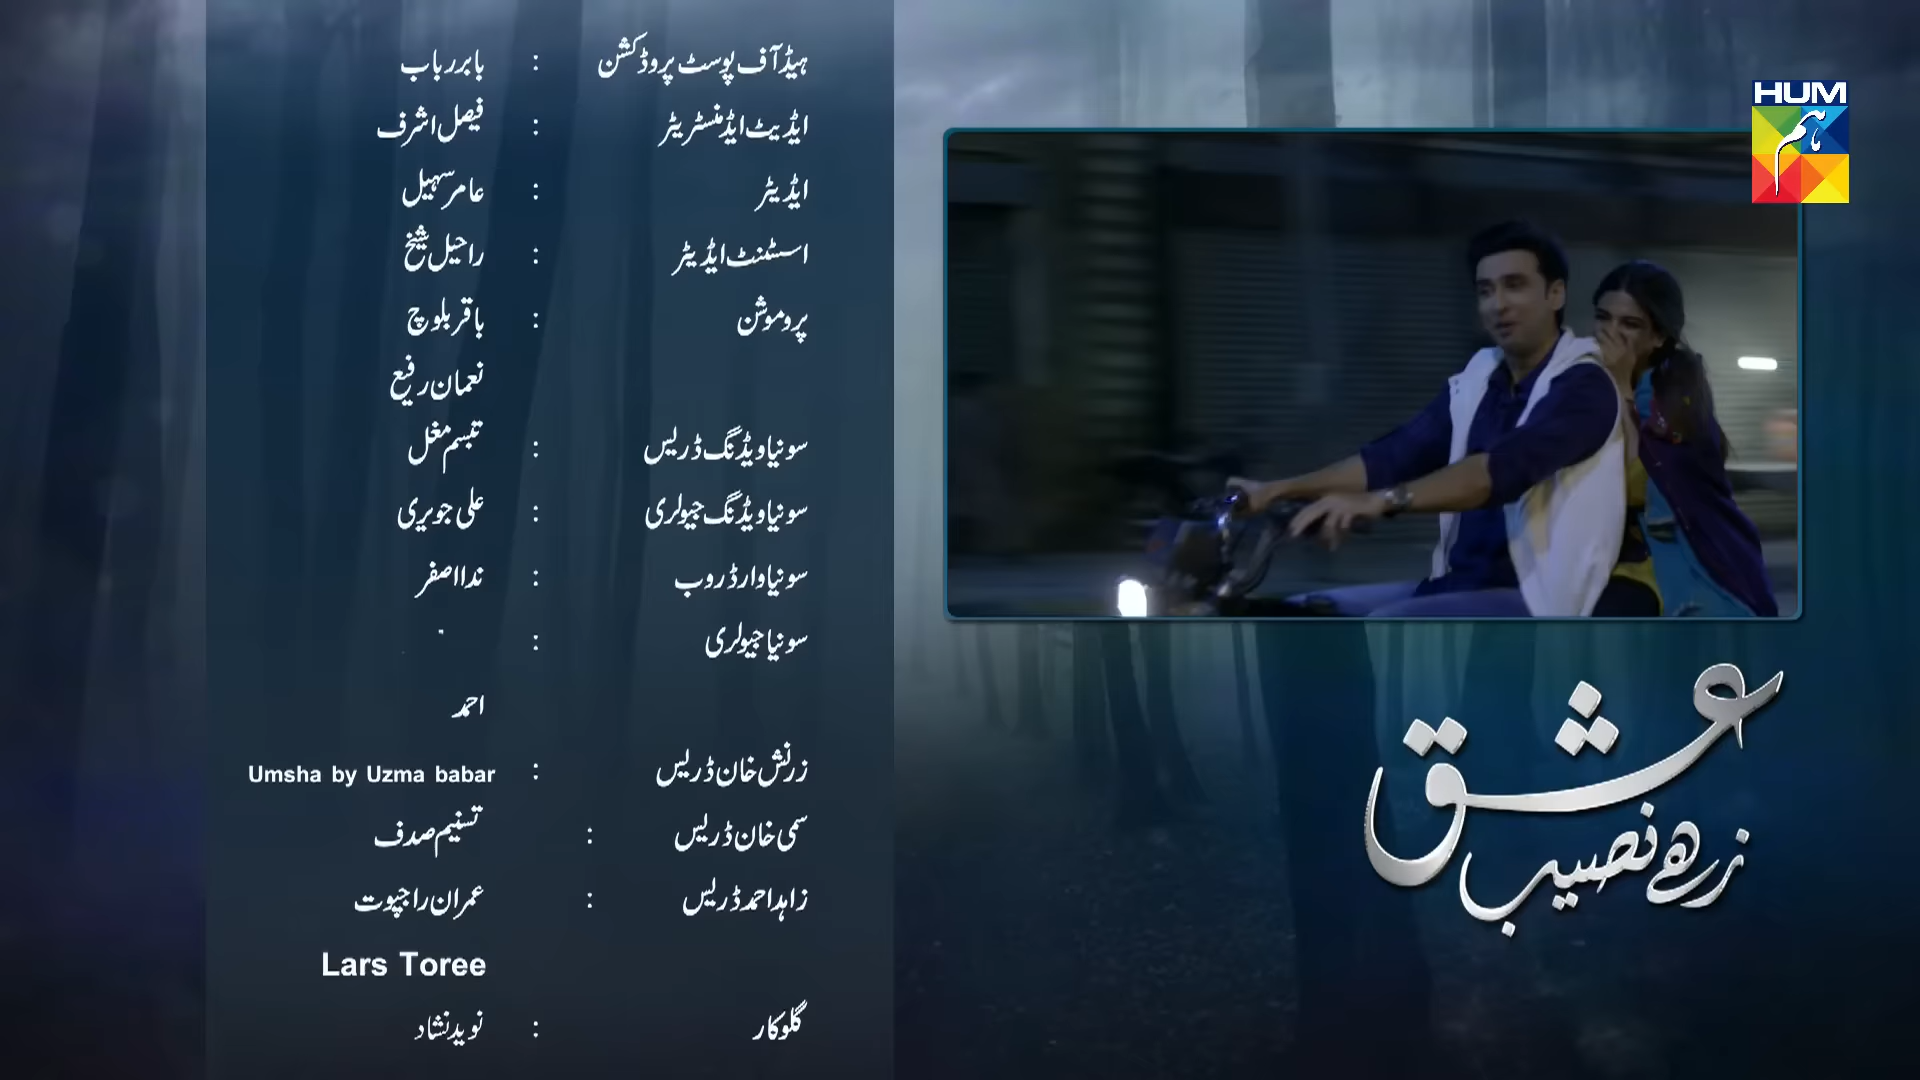 ہیڈ آف پوسٹ پروڈکشن : بابر رباب
ایڈیٹ ایڈمنسٹریٹر : فیصل اشرف
ایڈیٹر : عامر سہیل
اسسٹنٹ ایڈیٹر : راحیل شیخ
پروموشن : باقر بلوچ
نعمان رفیع
سونیا ویڈنگ ڈریس : تبسم مغل
سونیا ویڈنگ جیولری : علی جویری
سونیا وارڈ روب : ندا اصفر
سونیا جیولری :
احمد
زرنش خان ڈریس : Umsha by Uzma babar
سمی خان ڈریس : تسنیم صدف
زاہد احمد ڈریس : عمران راجپوت
Lars Toree
گلوکار : نوید نشاد
HUM
ہم
عشق
زہے نصیب